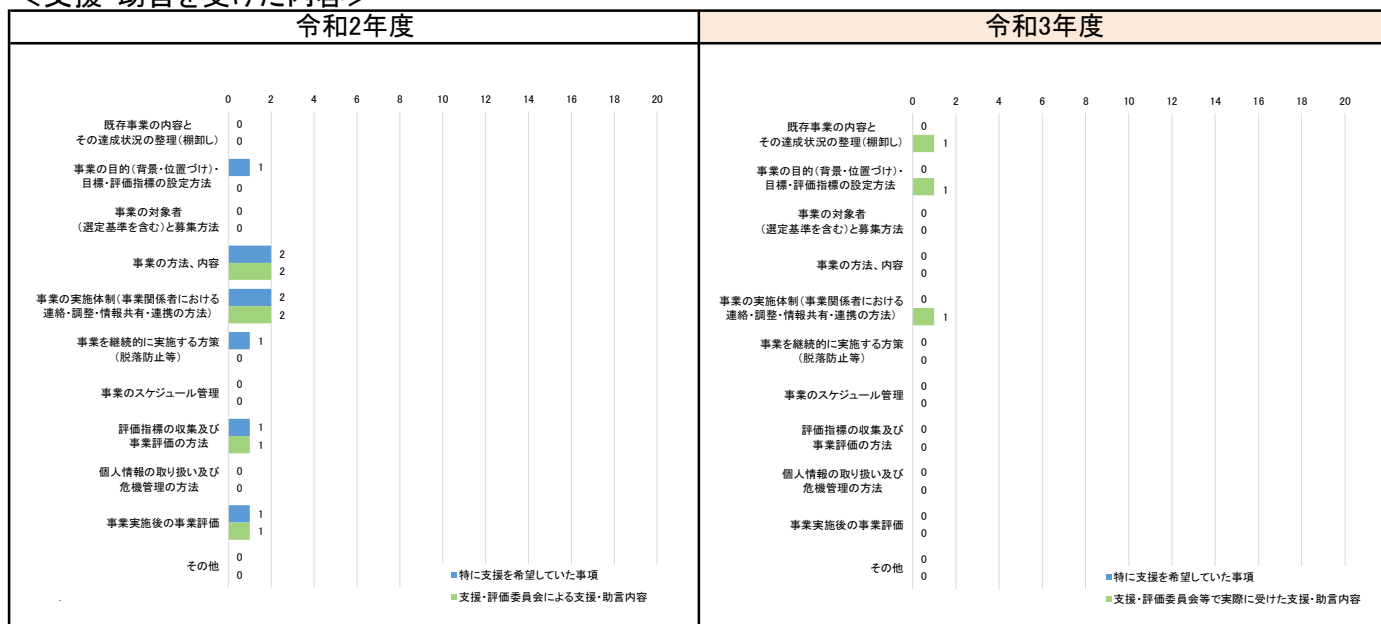 ＜支援・助言を受けた内容＞
令和2年度
0 2 4 6 8 10 12 14 16 18 20
既存事業の内容と
その達成状況の整理(棚卸し)
0
0
事業の目的(背景・位置づけ)・
目標・評価指標の設定方法
1
0
事業の対象者
(選定基準を含む)と募集方法
0
0
事業の方法、内容
2
2
事業の実施体制(事業関係者における
連絡・調整・情報共有・連携の方法)
2
2
事業を継続的に実施する方策
(脱落防止等)
1
0
事業のスケジュール管理
0
0
評価指標の収集及び
事業評価の方法
1
1
個人情報の取り扱い及び
危機管理の方法
0
0
事業実施後の事業評価
1
1
その他
0
0
■特に支援を希望していた事項
■支援・評価委員会による支援・助言内容
令和3年度
0 2 4 6 8 10 12 14 16 18 20
既存事業の内容と
その達成状況の整理(棚卸し)
0
1
事業の目的(背景・位置づけ)・
目標・評価指標の設定方法
0
1
事業の対象者
(選定基準を含む)と募集方法
0
0
事業の方法、内容
0
0
事業の実施体制(事業関係者における
連絡・調整・情報共有・連携の方法)
0
1
事業を継続的に実施する方策
(脱落防止等)
0
0
事業のスケジュール管理
0
0
評価指標の収集及び
事業評価の方法
0
0
個人情報の取り扱い及び
危機管理の方法
0
0
事業実施後の事業評価
0
0
その他
0
0
■特に支援を希望していた事項
■支援・評価委員会等で実際に受けた支援・助言内容